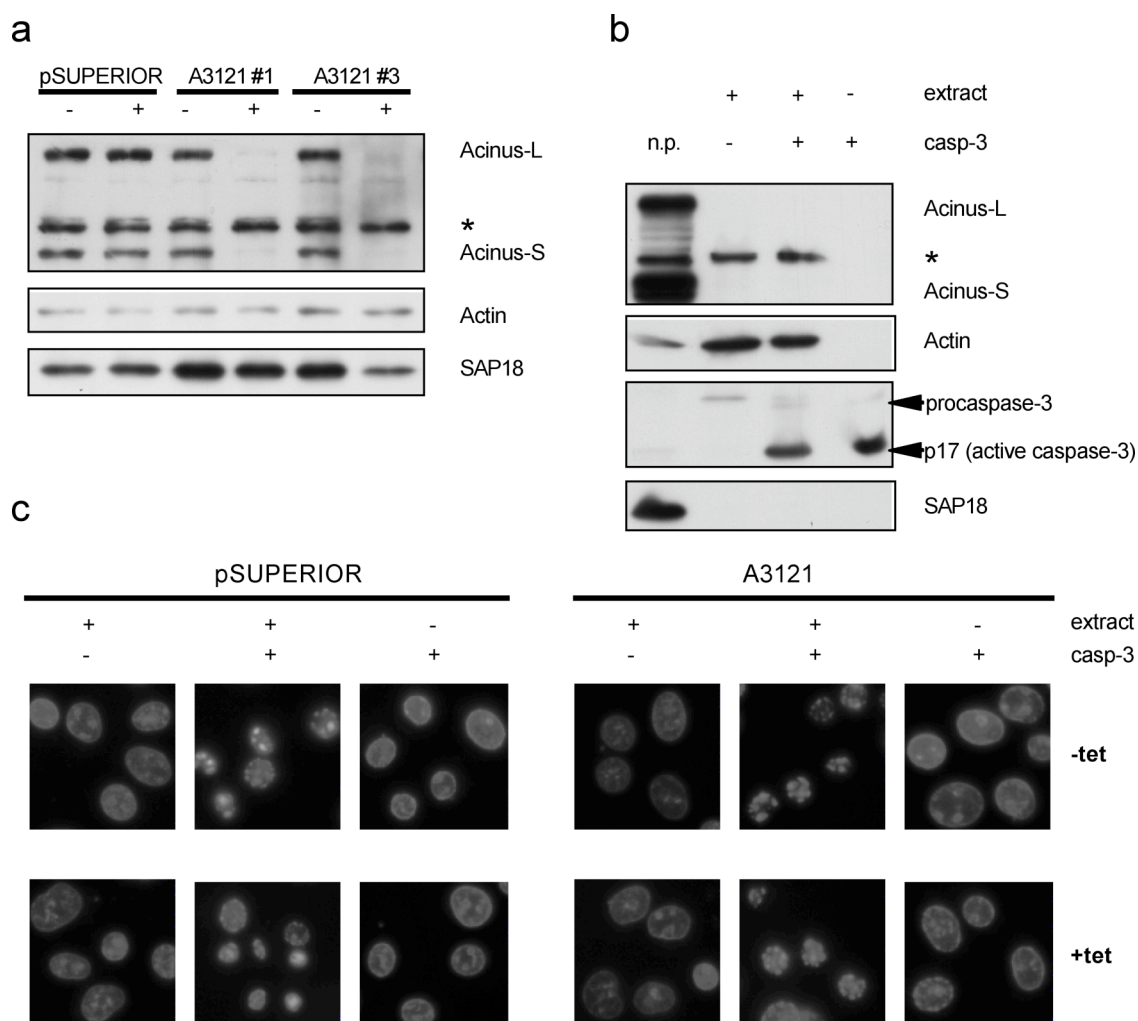 a
pSUPERIOR A3121 #1 A3121 #3
- + - + - +
Acinus-L
*
Acinus-S
Actin
SAP18
b
+ + - extract
n.p. - + + casp-3
Acinus-L
*
Acinus-S
Actin
procaspase-3
p17 (active caspase-3)
SAP18
c
pSUPERIOR A3121
+ + - + + - extract
- + + - + + casp-3
-tet
+tet